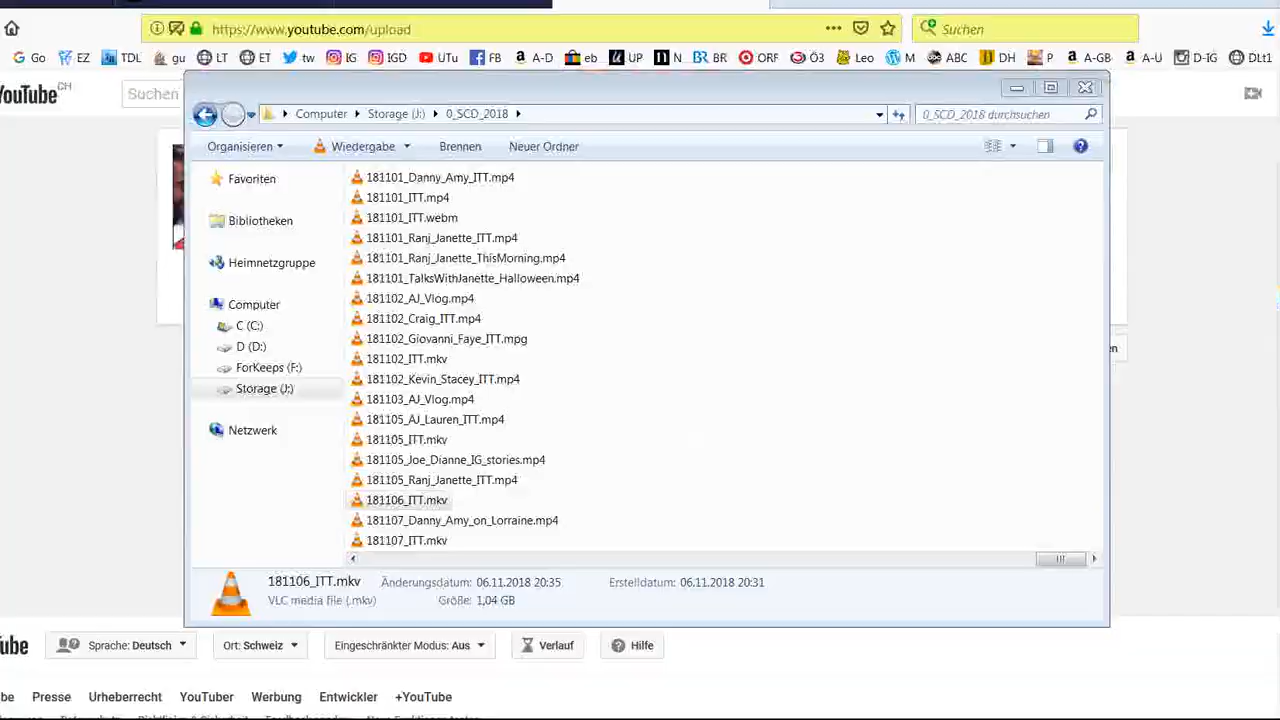 https://www.youtube.com/upload
Suchen
Go EZ TDL gu LT ET tw IG IGD UTu FB A-D eb UP N BR ORF Ö3 Leo M ABC DH P A-GB A-U D-IG DLt1
YouTube CH
Suchen
Computer Storage (J:) 0_SCD_2018
0_SCD_2018 durchsuchen
Organisieren Wiedergabe Brennen Neuer Ordner
Favoriten
Bibliotheken
Heimnetzgruppe
Computer
C (C:)
D (D:)
ForKeeps (F:)
Storage (J:)
Netzwerk
181101_Danny_Amy_ITT.mp4
181101_ITT.mp4
181101_ITT.webm
181101_Ranj_Janette_ITT.mp4
181101_Ranj_Janette_ThisMorning.mp4
181101_TalksWithJanette_Halloween.mp4
181102_AJ_Vlog.mp4
181102_Craig_ITT.mp4
181102_Giovanni_Faye_ITT.mpg
181102_ITT.mkv
181102_Kevin_Stacey_ITT.mp4
181103_AJ_Vlog.mp4
181105_AJ_Lauren_ITT.mp4
181105_ITT.mkv
181105_Joe_Dianne_IG_stories.mp4
181105_Ranj_Janette_ITT.mp4
181106_ITT.mkv
181107_Danny_Amy_on_Lorraine.mp4
181107_ITT.mkv
en
181106_ITT.mkv Änderungsdatum: 06.11.2018 20:35 Erstelldatum: 06.11.2018 20:31
VLC media file (.mkv) Größe: 1,04 GB
Tube Sprache: Deutsch Ort: Schweiz Eingeschränkter Modus: Aus Verlauf Hilfe
be Presse Urheberrecht YouTuber Werbung Entwickler +YouTube